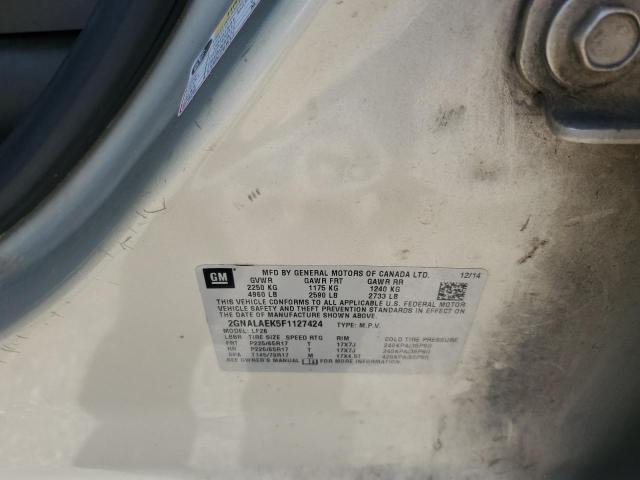 GM
MFD BY GENERAL MOTORS OF CANADA LTD. 12/14
GVWR GAWR FRT GAWR RR
2250 KG 1175 KG 1240 KG
4960 LB 2590 LB 2733 LB
THIS VEHICLE CONFORMS TO ALL APPLICABLE U.S. FEDERAL MOTOR
VEHICLE SAFETY AND THEFT PREVENTION STANDARDS IN EFFECT ON
THE DATE OF MANUFACTURE SHOWN ABOVE.
2GNALAEK5F1127424 TYPE: M.P.V.
MODEL: LF26
TIRE SIZE SPEED RTG RIM COLD TIRE PRESSURE
FRT P225/65R17 T 17X7J 240KPA(35PSI)
RR P225/65R17 T 17X7J 240KPA(35PSI)
SPA T145/70R17 M 17X4.5T 420KPA(60PSI)
SEE OWNER'S MANUAL FOR MORE INFORMATION.